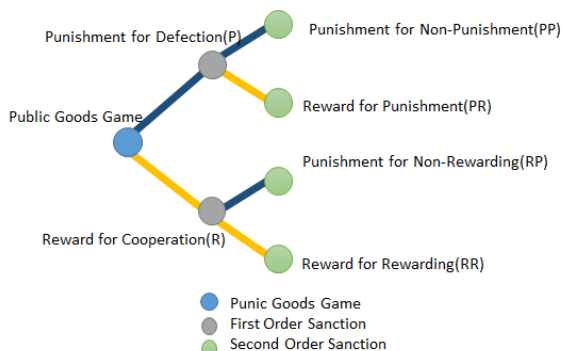 Punishment for Defection(P)
Punishment for Non-Punishment(PP)
Reward for Punishment(PR)
Public Goods Game
Punishment for Non-Rewarding(RP)
Reward for Cooperation(R)
Reward for Rewarding(RR)
Punic Goods Game
First Order Sanction
Second Order Sanction